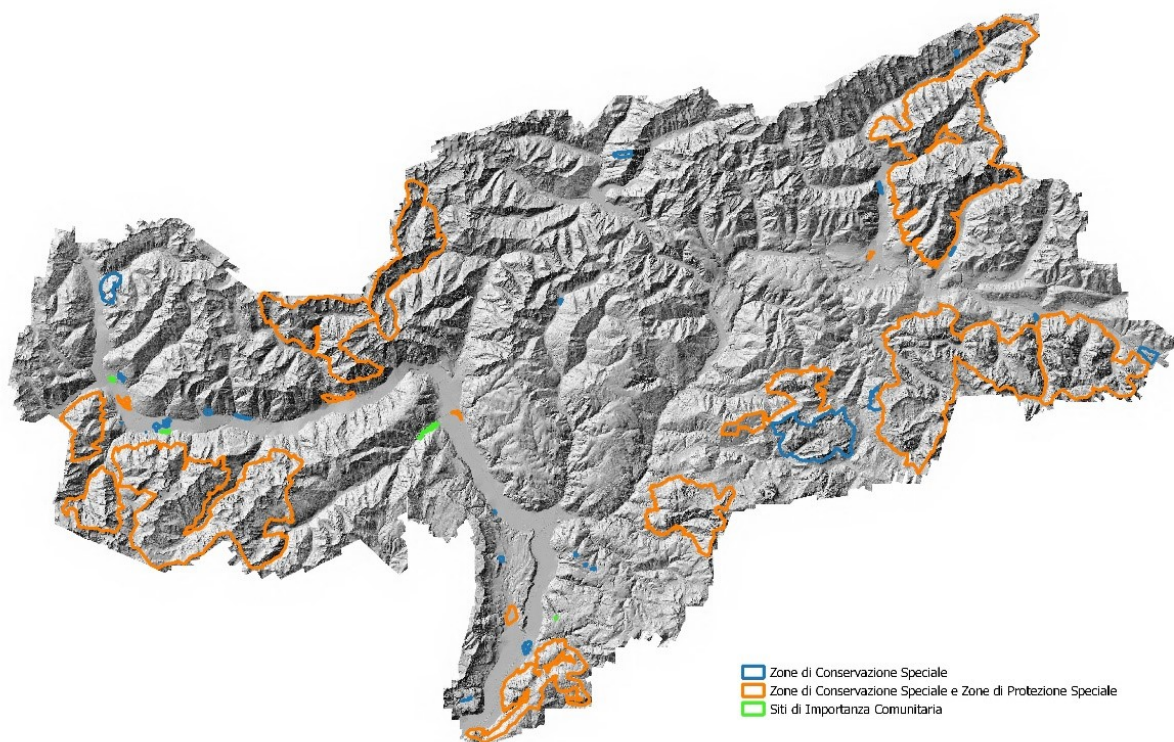 Zone di Conservazione Speciale
Zone di Conservazione Speciale e Zone di Protezione Speciale
Siti di Importanza Comunitaria